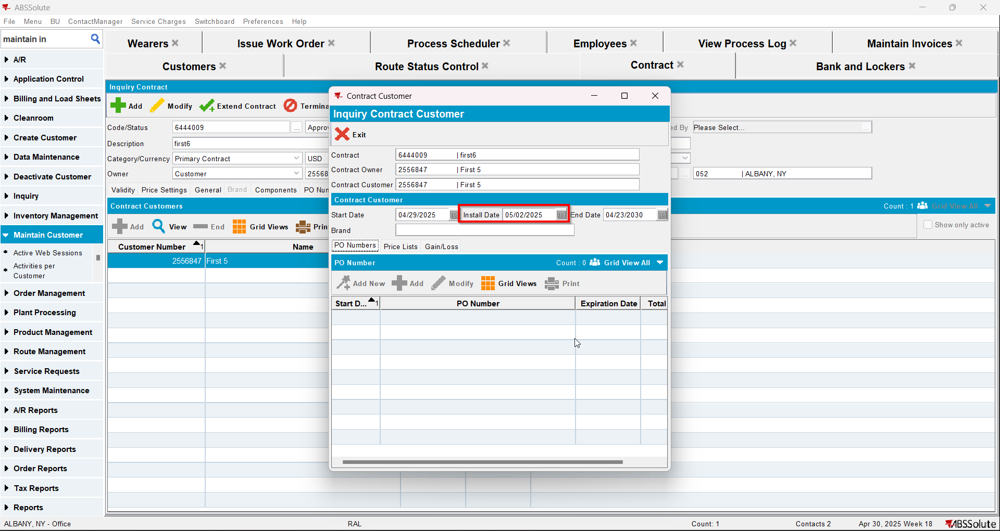 ABSSolute
File Menu BU ContactManager Service Charges Switchboard Preferences Help
maintain in
Wearers Issue Work Order Process Scheduler Employees View Process Log Maintain Invoices
Customers Route Status Control Contract Bank and Lockers
A/R
Application Control
Billing and Load Sheets
Cleanroom
Create Customer
Data Maintenance
Deactivate Customer
Inquiry
Inventory Management
Maintain Customer
Active Web Sessions
Activities per
Customer
Order Management
Plant Processing
Product Management
Route Management
Service Requests
System Maintenance
A/R Reports
Billing Reports
Delivery Reports
Order Reports
Tax Reports
Reports
Inquiry Contract
Add Modify Extend Contract Termina
Code/Status 6444009 ... Approv
ed By Please Select... ...
Description first6
Category/Currency Primary Contract USD
Owner Customer 25568
... 052 | ALBANY, NY
Validity Price Settings General Brand Components PO Num
Contract Customers
Count : 1 Grid View All
Add View End Grid Views Print
Show only active
Customer Number 1 Name
2556847 First 5
Contract Customer
Inquiry Contract Customer
Exit
Contract 6444009 | first6
Contract Owner 2556847 | First 5
Contract Customer 2556847 | First 5
Contract Customer
Start Date 04/29/2025 16 Install Date 05/02/2025 16 End Date 04/23/2030 16
Brand
PO Numbers Price Lists Gain/Loss
PO Number Count : 0 Grid View All
Add New Add Modify Grid Views Print
Start D... 1 PO Number Expiration Date Total
ALBANY, NY - Office RAL Count: 1 Contacts 2 Apr 30, 2025 Week 18 ABSSolute